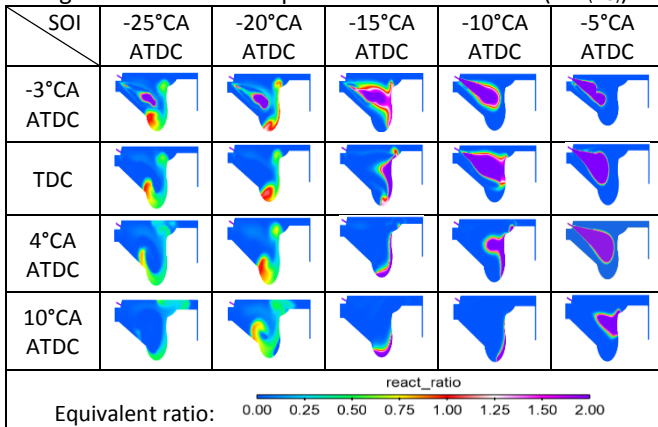 SOI -25°CA ATDC -20°CA ATDC -15°CA ATDC -10°CA ATDC -5°CA ATDC
-3°CA ATDC
TDC
4°CA ATDC
10°CA ATDC
react_ratio
Equivalent ratio: 0.00 0.25 0.50 0.75 1.00 1.25 1.50 2.00